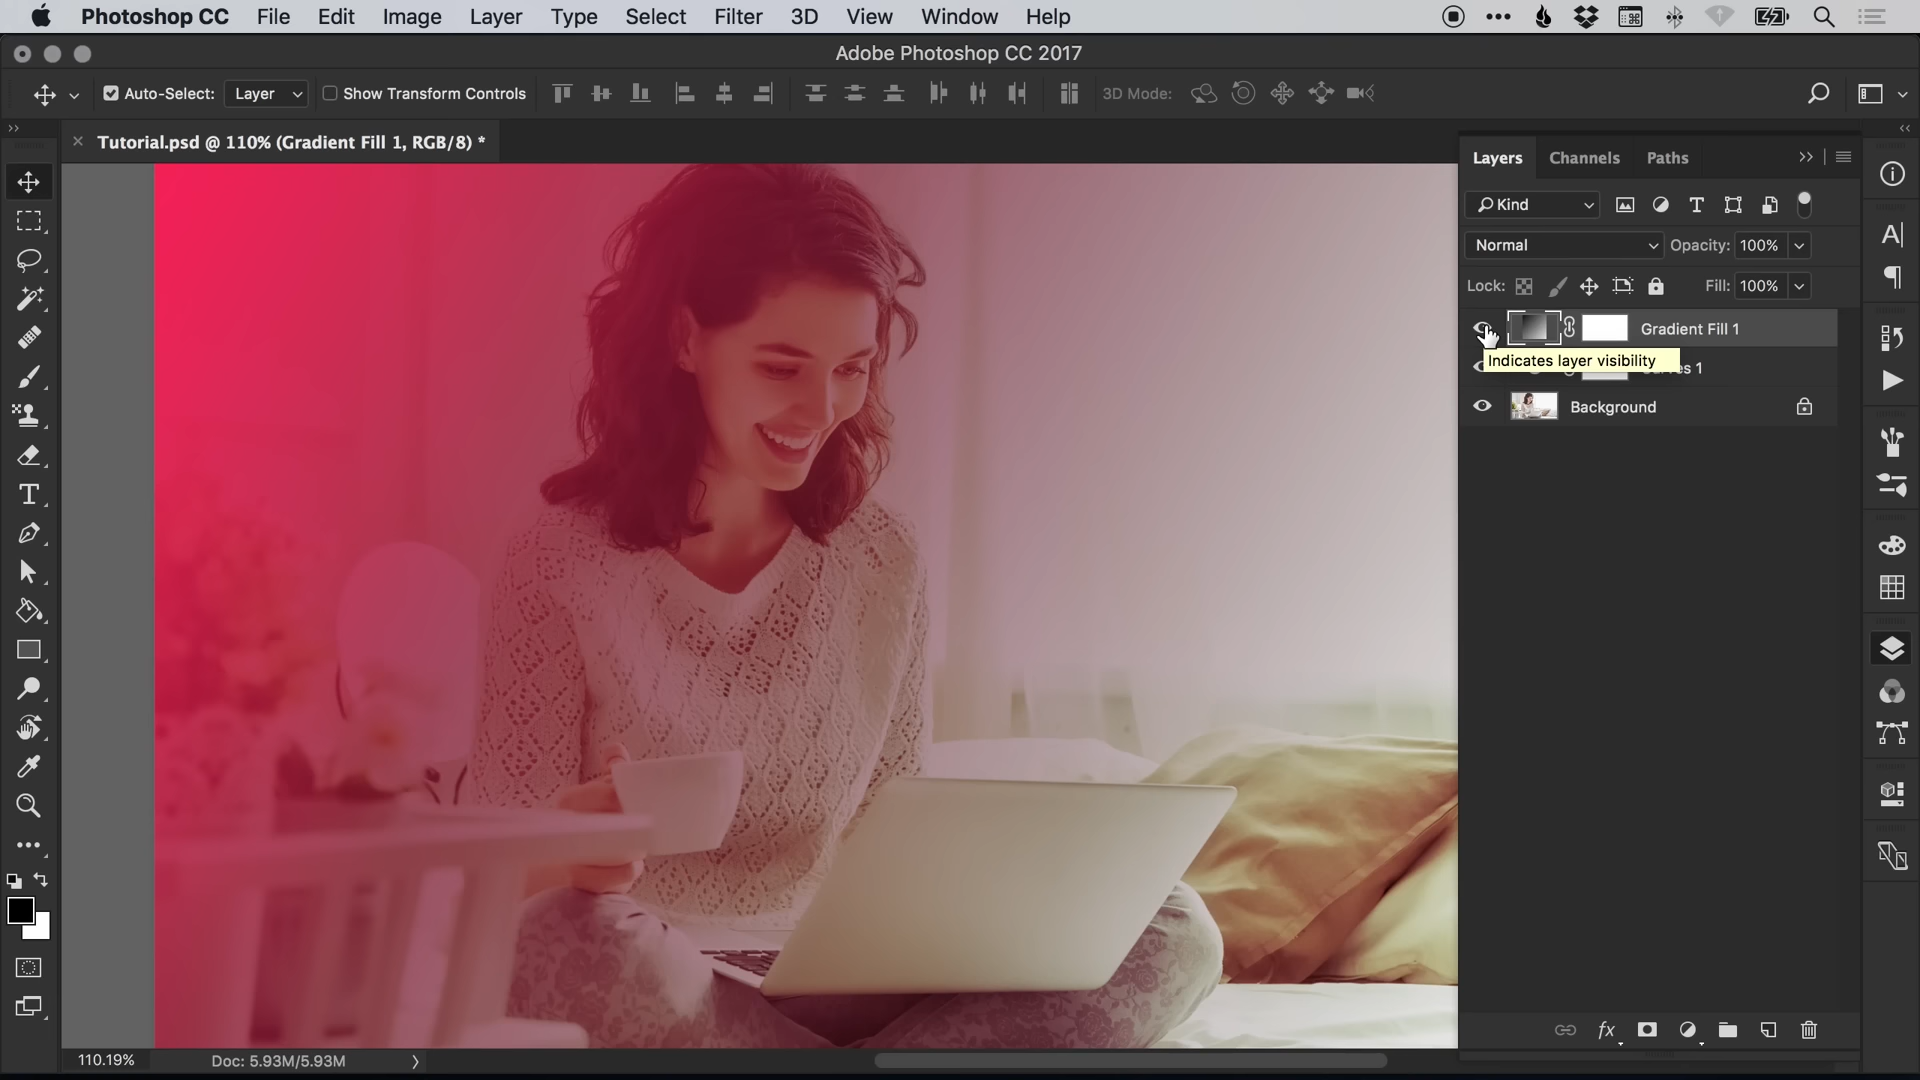 Photoshop CC File Edit Image Layer Type Select Filter 3D View Window Help
Adobe Photoshop CC 2017
Auto-Select: Layer Show Transform Controls 3D Mode:
Tutorial.psd @ 110% (Gradient Fill 1, RGB/8) *
Layers Channels Paths
Kind
Normal Opacity: 100%
Lock: Fill: 100%
Gradient Fill 1
Indicates layer visibility
Background
110.19% Doc: 5.93M/5.93M